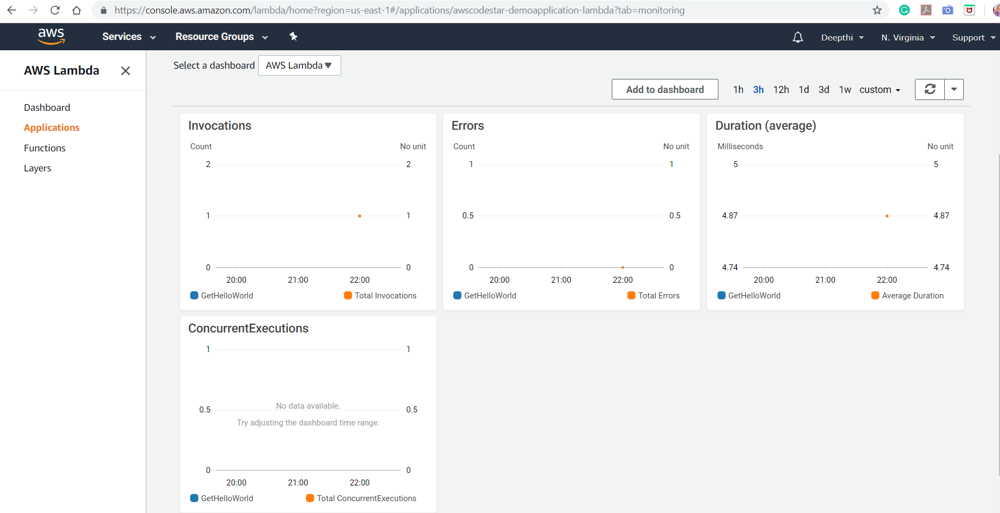 https://console.aws.amazon.com/lambda/home?region=us-east-1#/applications/awscodestar-demoapplication-lambda?tab=monitoring
aws Services Resource Groups Deepthi N. Virginia Support
AWS Lambda
Dashboard
Applications
Functions
Layers
Select a dashboard AWS Lambda
Add to dashboard 1h 3h 12h 1d 3d 1w custom
Invocations
Count No unit
2 2
1 1
0 0
20:00 21:00 22:00
GetHelloWorld Total Invocations
Errors
Count No unit
1 1
0.5 0.5
0 0
20:00 21:00 22:00
GetHelloWorld Total Errors
Duration (average)
Milliseconds No unit
5 5
4.87 4.87
4.74 4.74
20:00 21:00 22:00
GetHelloWorld Average Duration
ConcurrentExecutions
1 1
No data available.
0.5 0.5
Try adjusting the dashboard time range.
0 0
20:00 21:00 22:00
GetHelloWorld Total ConcurrentExecutions